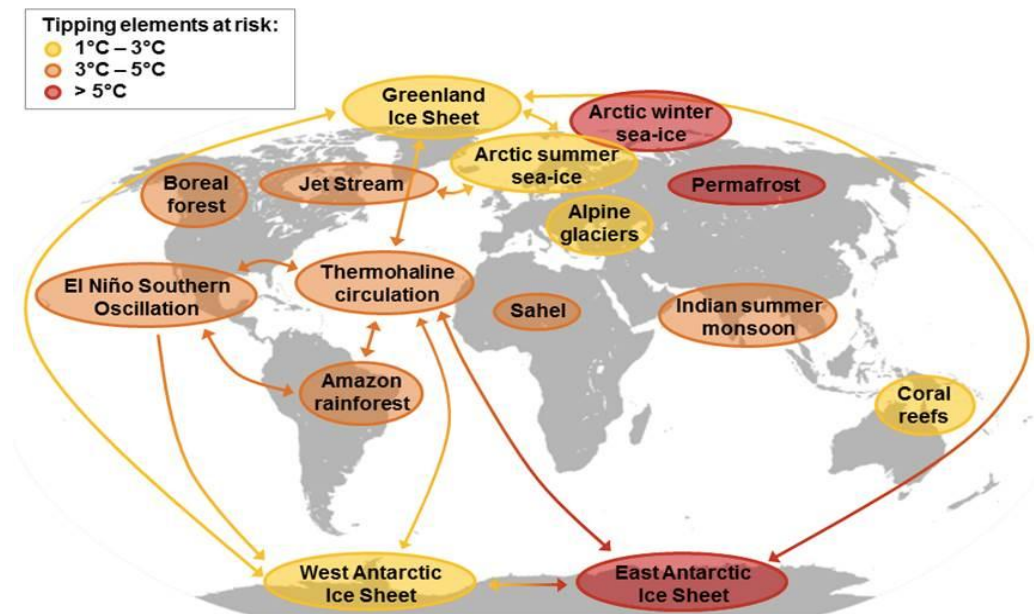 Tipping elements at risk:
1°C – 3°C
3°C – 5°C
> 5°C
Greenland
Ice Sheet
Arctic winter
sea-ice
Arctic summer
sea-ice
Boreal
forest
Jet Stream
Permafrost
Alpine
glaciers
El Niño Southern
Oscillation
Thermohaline
circulation
Sahel
Indian summer
monsoon
Amazon
rainforest
Coral
reefs
West Antarctic
Ice Sheet
East Antarctic
Ice Sheet